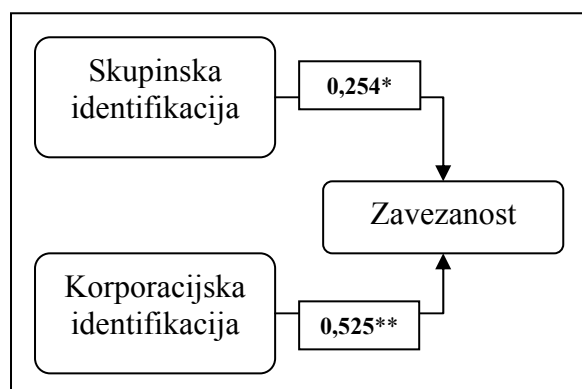 Skupinska
identifikacija
0,254*
Zavezanost
Korporacijska
identifikacija
0,525**